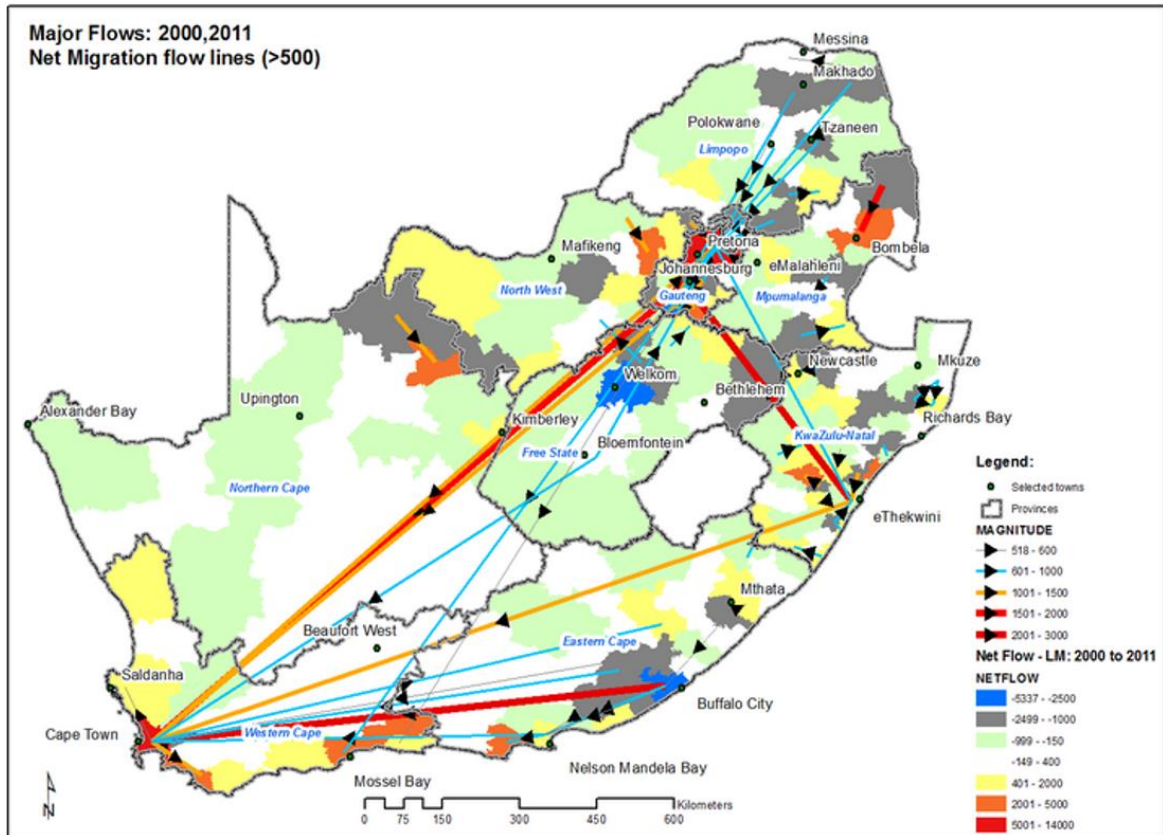 Major Flows: 2000,2011
Net Migration flow lines (>500)
Messina
Makhado
Polokwane
Tzaneen
Limpopo
Mafikeng
Pretoria
Bombela
Johannesburg
eMalahleni
North West
Gauteng
Mpumalanga
Newcastle
Mkuze
Welkom
Bethlehem
Upington
Alexander Bay
Kimberley
Richards Bay
Bloemfontein
KwaZulu-Natal
Free State
Northern Cape
eThekwini
Mthata
Beaufort West
Eastern Cape
Saldanha
Buffalo City
Cape Town
Western Cape
Nelson Mandela Bay
Mossel Bay
N
Kilometers
0 75 150 300 450 600
Legend:
Selected towns
Provinces
MAGNITUDE
518 - 600
601 - 1000
1001 - 1500
1501 - 2000
2001 - 3000
Net Flow - LM: 2000 to 2011
NETFLOW
-5337 - -2500
-2499 - -1000
-999 - -150
-149 - 400
401 - 2000
2001 - 5000
5001 - 14000